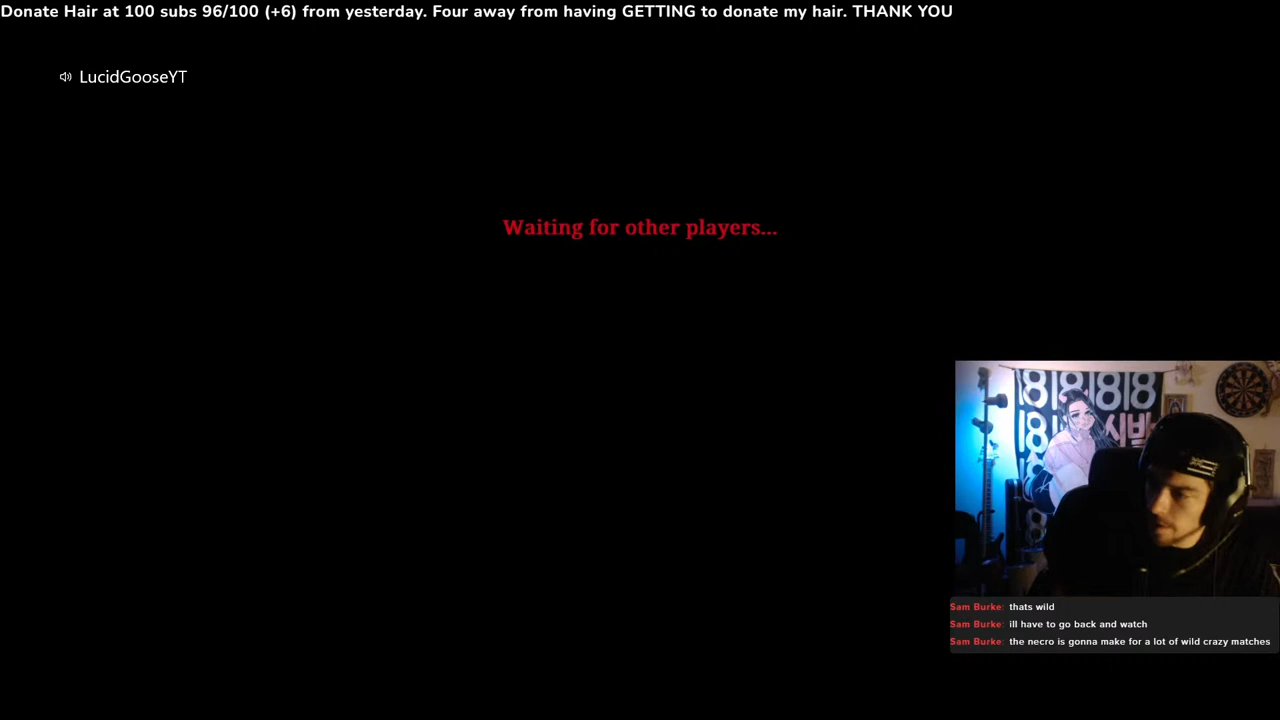 Donate Hair at 100 subs 96/100 (+6) from yesterday. Four away from having GETTING to donate my hair. THANK YOU
LucidGooseYT
Waiting for other players...
Sam Burke: thats wild
Sam Burke: ill have to go back and watch
Sam Burke: the necro is gonna make for a lot of wild crazy matches